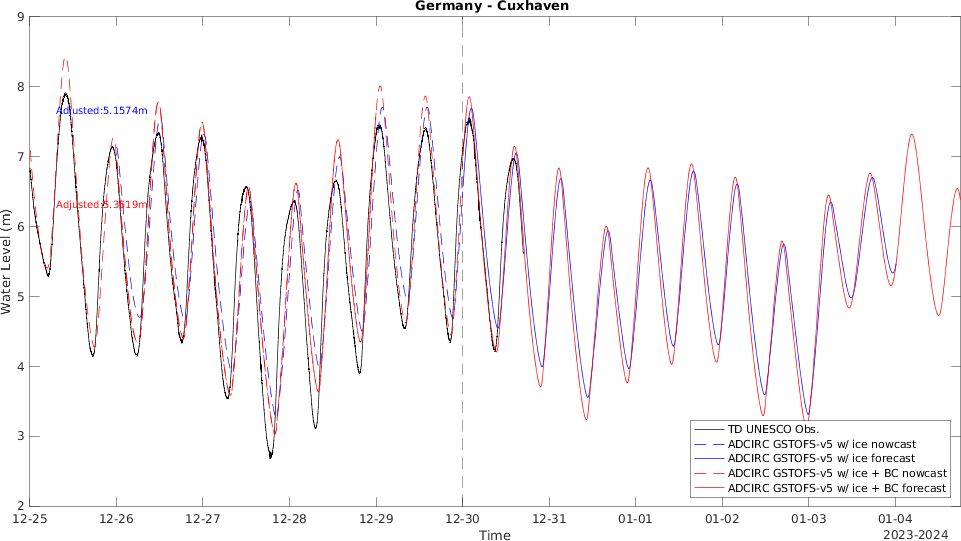 Germany - Cuxhaven
9
8
7
6
5
4
3
2
Water Level (m)
Adjusted:5.1574m
Adjusted:5.3619m
TD UNESCO Obs.
ADCIRC GSTOFS-v5 w/ ice nowcast
ADCIRC GSTOFS-v5 w/ ice forecast
ADCIRC GSTOFS-v5 w/ ice + BC nowcast
ADCIRC GSTOFS-v5 w/ ice + BC forecast
12-25 12-26 12-27 12-28 12-29 12-30 12-31 01-01 01-02 01-03 01-04
Time
2023-2024